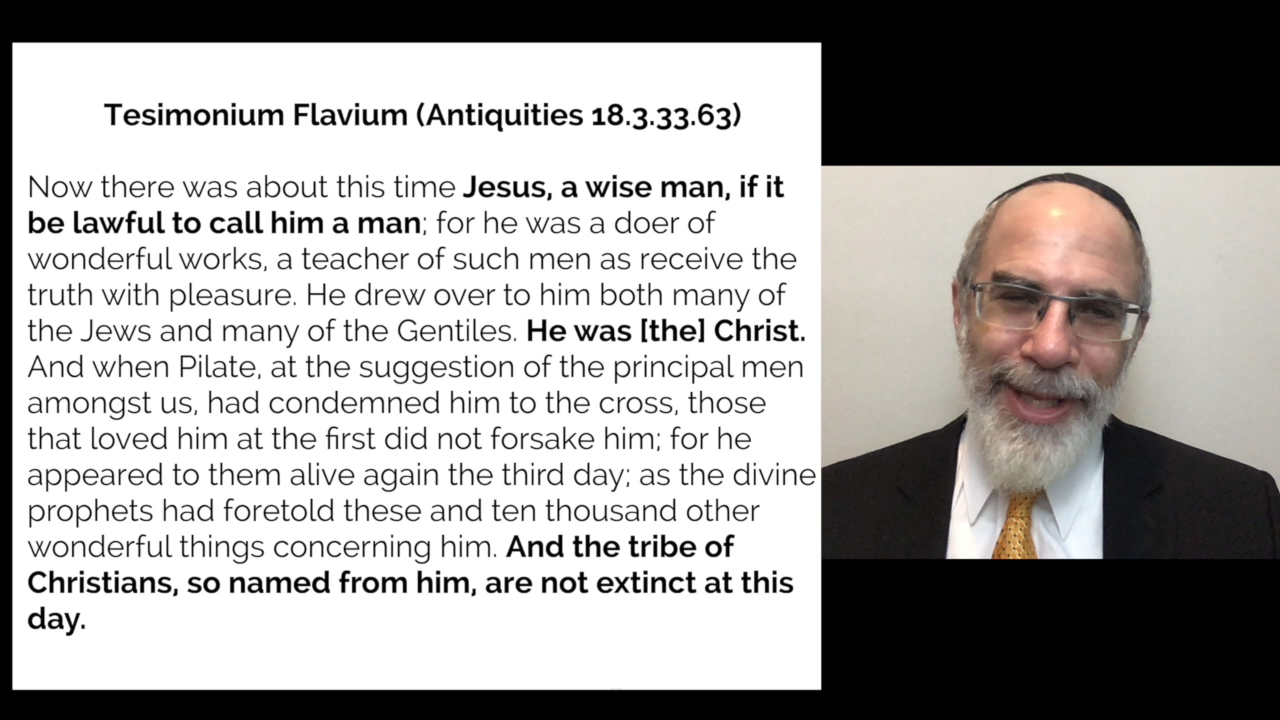 Tesimonium Flavium (Antiquities 18.3.33.63)
Now there was about this time Jesus, a wise man, if it
be lawful to call him a man; for he was a doer of
wonderful works, a teacher of such men as receive the
truth with pleasure. He drew over to him both many of
the Jews and many of the Gentiles. He was [the] Christ.
And when Pilate, at the suggestion of the principal men
amongst us, had condemned him to the cross, those
that loved him at the first did not forsake him; for he
appeared to them alive again the third day; as the divine
prophets had foretold these and ten thousand other
wonderful things concerning him. And the tribe of
Christians, so named from him, are not extinct at this
day.